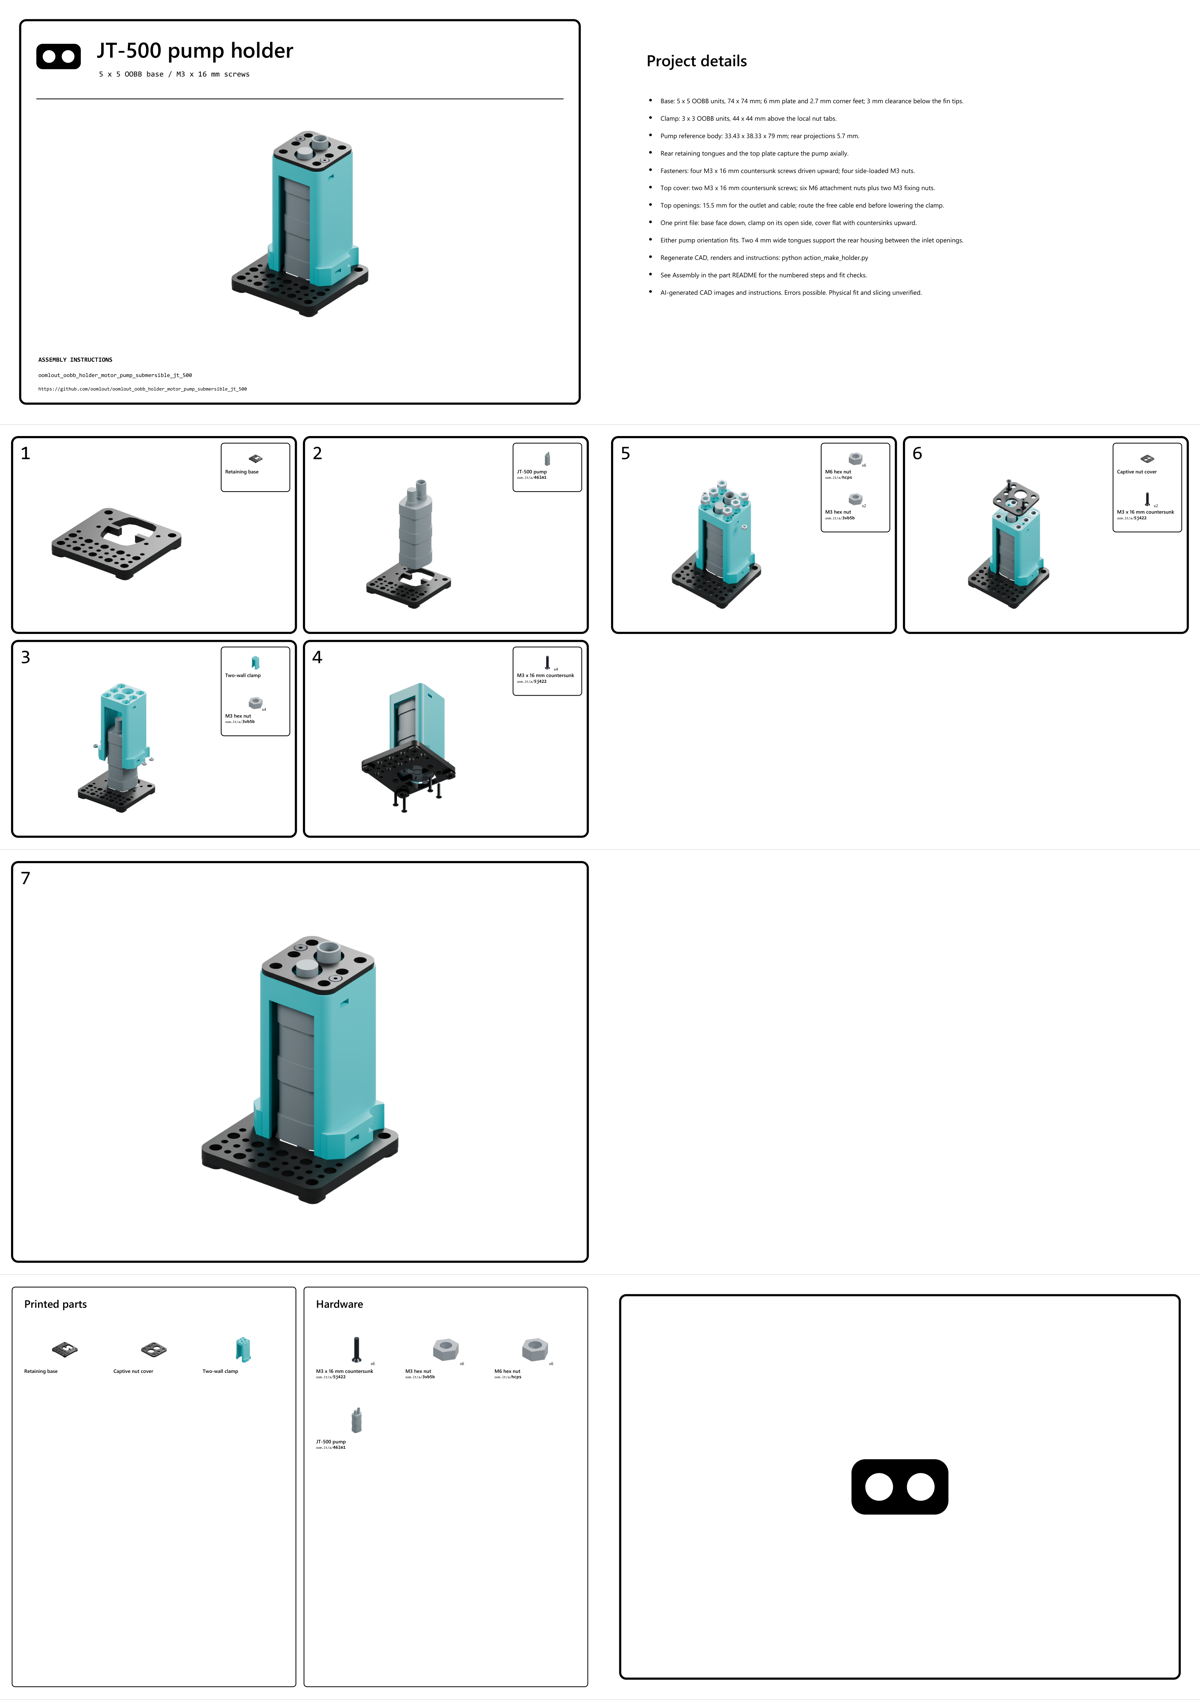 JT-500 pump holder
5 x 5 OOBB base / M3 x 16 mm screws
ASSEMBLY INSTRUCTIONS
oomlout_oobb_holder_motor_pump_submersible_jt_500
https://github.com/oomlout/oomlout_oobb_holder_motor_pump_submersible_jt_500
Project details
• Base: 5 x 5 OOBB units, 74 x 74 mm; 6 mm plate and 2.7 mm corner feet; 3 mm clearance below the fin tips.
• Clamp: 3 x 3 OOBB units, 44 x 44 mm above the local nut tabs.
• Pump reference body: 33.43 x 38.33 x 79 mm; rear projections 5.7 mm.
• Rear retaining tongues and the top plate capture the pump axially.
• Fasteners: four M3 x 16 mm countersunk screws driven upward; four side-loaded M3 nuts.
• Top cover: two M3 x 16 mm countersunk screws; six M6 attachment nuts plus two M3 fixing nuts.
• Top openings: 15.5 mm for the outlet and cable; route the free cable end before lowering the clamp.
• One print file: base face down, clamp on its open side, cover flat with countersinks upward.
• Either pump orientation fits. Two 4 mm wide tongues support the rear housing between the inlet openings.
• Regenerate CAD, renders and instructions: python action_make_holder.py
• See Assembly in the part README for the numbered steps and fit checks.
• AI-generated CAD images and instructions. Errors possible. Physical fit and slicing unverified.
1
Retaining base
2
JT-500 pump
3
Two-wall clamp
x4
M3 hex nut
4
x4
M3 x 16 mm countersunk
5
x6
M6 hex nut
x2
M3 hex nut
6
Captive nut cover
x2
M3 x 16 mm countersunk
7
Printed parts
Retaining base
Captive nut cover
Two-wall clamp
Hardware
x6
M3 x 16 mm countersunk
x6
M3 hex nut
x6
M6 hex nut
JT-500 pump